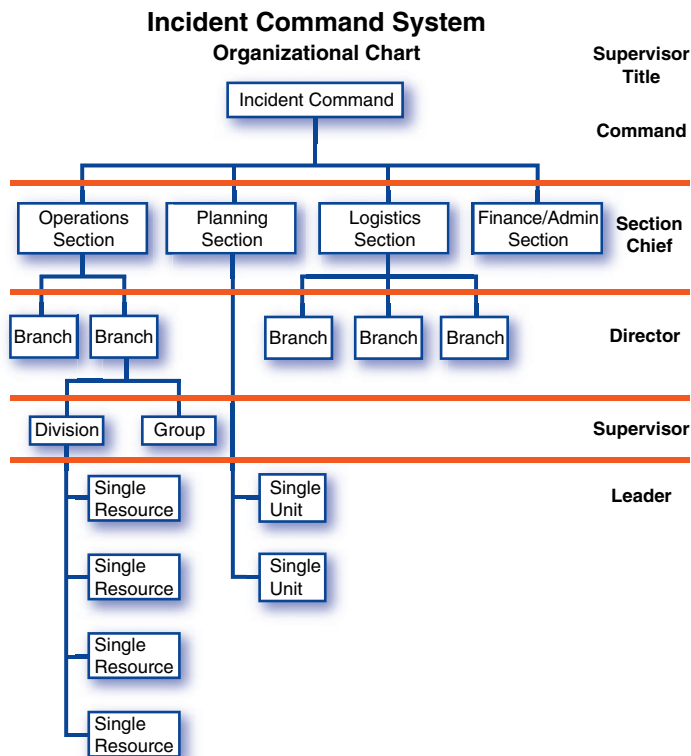 Incident Command System
Organizational Chart
Supervisor
Title
Incident Command
Command
Operations
Section
Planning
Section
Logistics
Section
Finance/Admin
Section
Section
Chief
Branch
Branch
Branch
Branch
Branch
Director
Division
Group
Supervisor
Single
Resource
Single
Unit
Leader
Single
Resource
Single
Unit
Single
Resource
Single
Resource